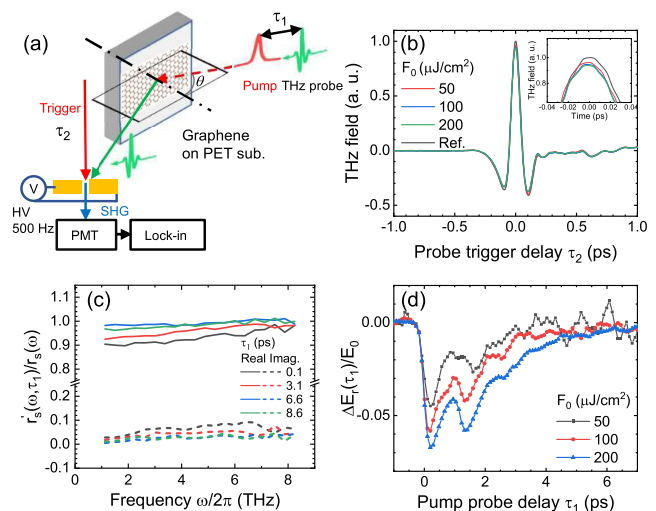 (a)
τ1
θ
Pump THz probe
Trigger
τ2
Graphene
on PET sub.
V
HV
500 Hz
SHG
PMT
Lock-in
(b)
THz field (a. u.)
1.0
0.5
0.0
-0.5
F0 (μJ/cm²)
50
100
200
Ref.
THz field (a. u.)
1.0
0.8
-0.04 -0.02 0.00 0.02 0.04
Time (ps)
-1.0 -0.5 0.0 0.5 1.0
Probe trigger delay τ2 (ps)
(c)
r's(ω,τ1)/rs(ω)
1.1
1.0
0.9
0.8
0.2
0.1
0.0
-0.1
τ1 (ps)
Real Imag.
0.1
3.1
6.6
8.6
0 2 4 6 8
Frequency ω/2π (THz)
(d)
ΔEr(τ1)/E0
0.00
-0.05
F0 (μJ/cm²)
50
100
200
0 2 4 6
Pump probe delay τ1 (ps)